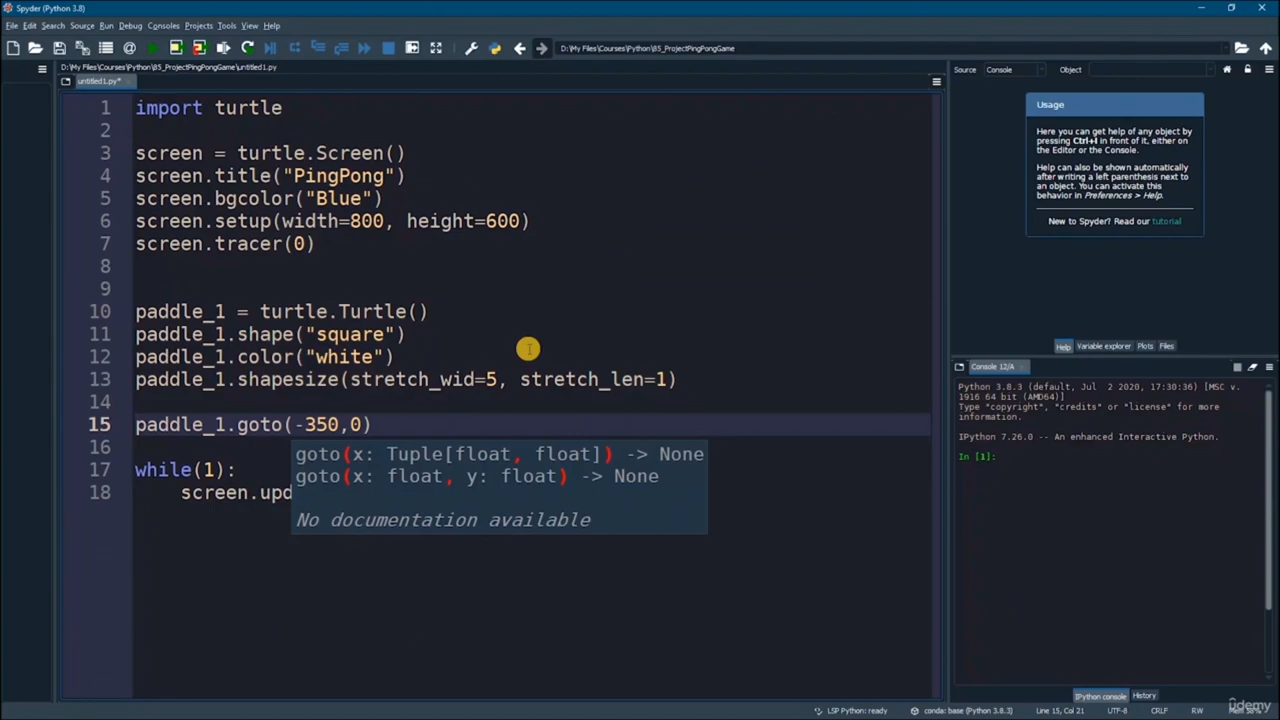 Spyder (Python 3.8)
File Edit Search Source Run Debug Consoles Projects Tools View Help
D:\My Files\Courses\Python\85_ProjectPingPongGame
D:\My Files\Courses\Python\85_ProjectPingPongGame\untitled1.py
untitled1.py*
1 import turtle
2
3 screen = turtle.Screen()
4 screen.title("PingPong")
5 screen.bgcolor("Blue")
6 screen.setup(width=800, height=600)
7 screen.tracer(0)
8
9
10 paddle_1 = turtle.Turtle()
11 paddle_1.shape("square")
12 paddle_1.color("white")
13 paddle_1.shapesize(stretch_wid=5, stretch_len=1)
14
15 paddle_1.goto(-350,0)
16
goto(x: Tuple[float, float]) -> None
17 while(1):
goto(x: float, y: float) -> None
18 screen.upd
No documentation available
Source Console Object
Usage
Here you can get help of any object by
pressing Ctrl+I in front of it, either on
the Editor or the Console.
Help can also be shown automatically
after writing a left parenthesis next to
an object. You can activate this
behavior in Preferences > Help.
New to Spyder? Read our tutorial
Help Variable explorer Plots Files
Console 12/A
Python 3.8.3 (default, Jul 2 2020, 17:30:36) [MSC v.
1916 64 bit (AMD64)]
Type "copyright", "credits" or "license" for more
information.
IPython 7.26.0 -- An enhanced Interactive Python.
In [1]:
IPython console History
LSP Python: ready conda: base (Python 3.8.3) Line 15, Col 21 UTF-8 CRLF RW
ûdemy